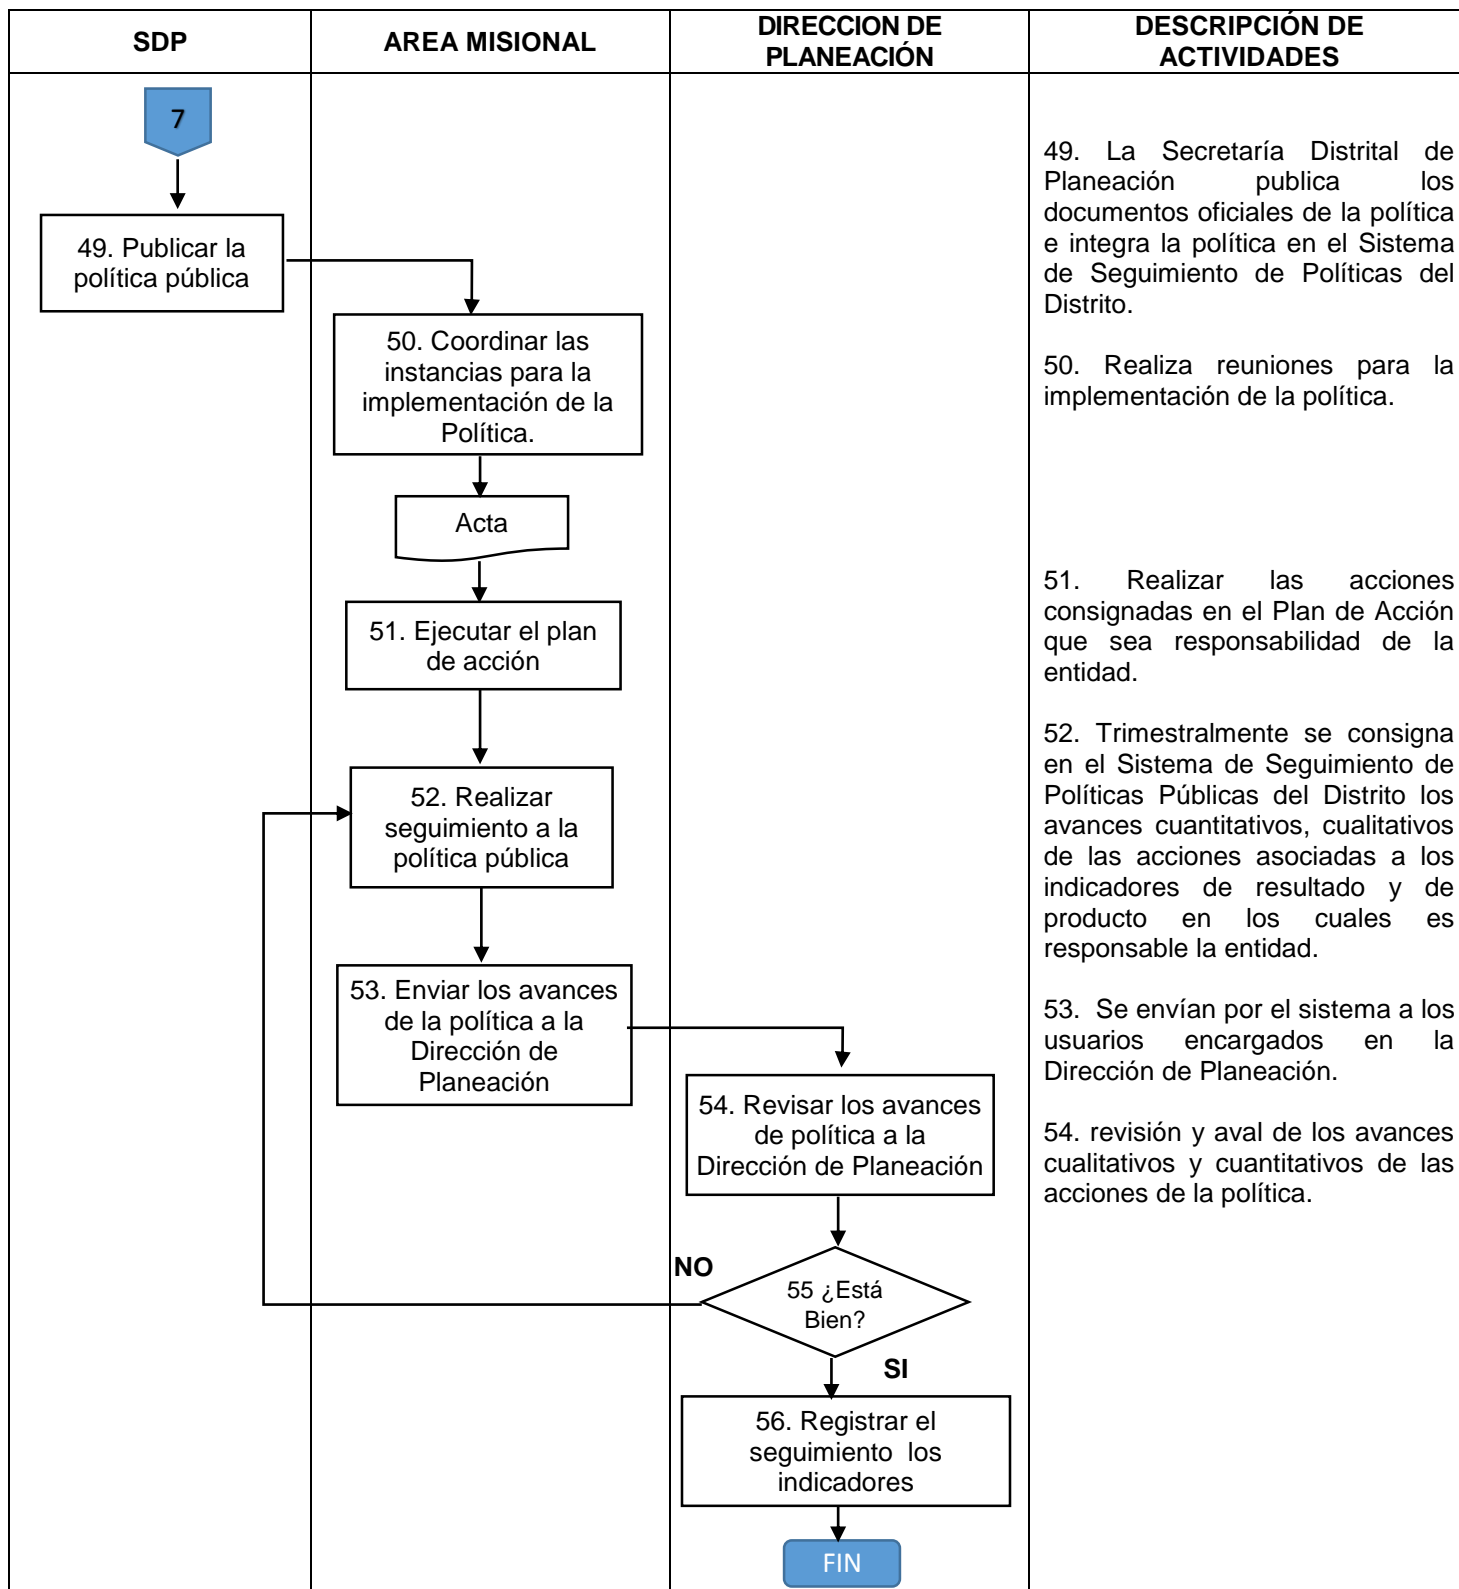 SDP
AREA MISIONAL
DIRECCION DE
PLANEACIÓN
DESCRIPCIÓN DE
ACTIVIDADES
7
49. Publicar la
política pública
50. Coordinar las
instancias para la
implementación de la
Política.
Acta
51. Ejecutar el plan
de acción
52. Realizar
seguimiento a la
política pública
53. Enviar los avances
de la política a la
Dirección de
Planeación
54. Revisar los avances
de política a la
Dirección de Planeación
NO
55 ¿Está
Bien?
SI
56. Registrar el
seguimiento los
indicadores
FIN
49. La Secretaría Distrital de
Planeación publica los
documentos oficiales de la política
e integra la política en el Sistema
de Seguimiento de Políticas del
Distrito.
50. Realiza reuniones para la
implementación de la política.
51. Realizar las acciones
consignadas en el Plan de Acción
que sea responsabilidad de la
entidad.
52. Trimestralmente se consigna
en el Sistema de Seguimiento de
Políticas Públicas del Distrito los
avances cuantitativos, cualitativos
de las acciones asociadas a los
indicadores de resultado y de
producto en los cuales es
responsable la entidad.
53. Se envían por el sistema a los
usuarios encargados en la
Dirección de Planeación.
54. revisión y aval de los avances
cualitativos y cuantitativos de las
acciones de la política.